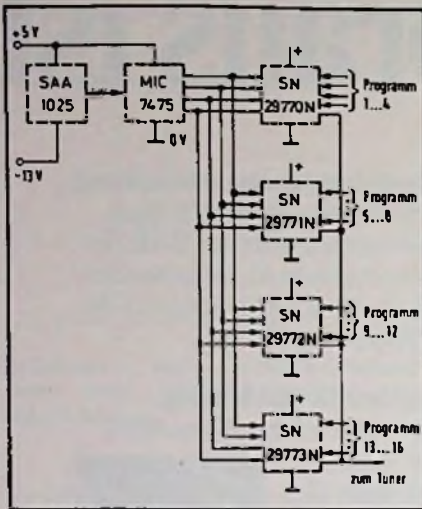 +5V
SAA
1025
MIC
7475
0V
-13V
+
SN
29770N
Programm
1...4
+
SN
29771N
Programm
5...8
+
SN
29772N
Programm
9...12
+
SN
29773N
Programm
13...16
zum Tuner